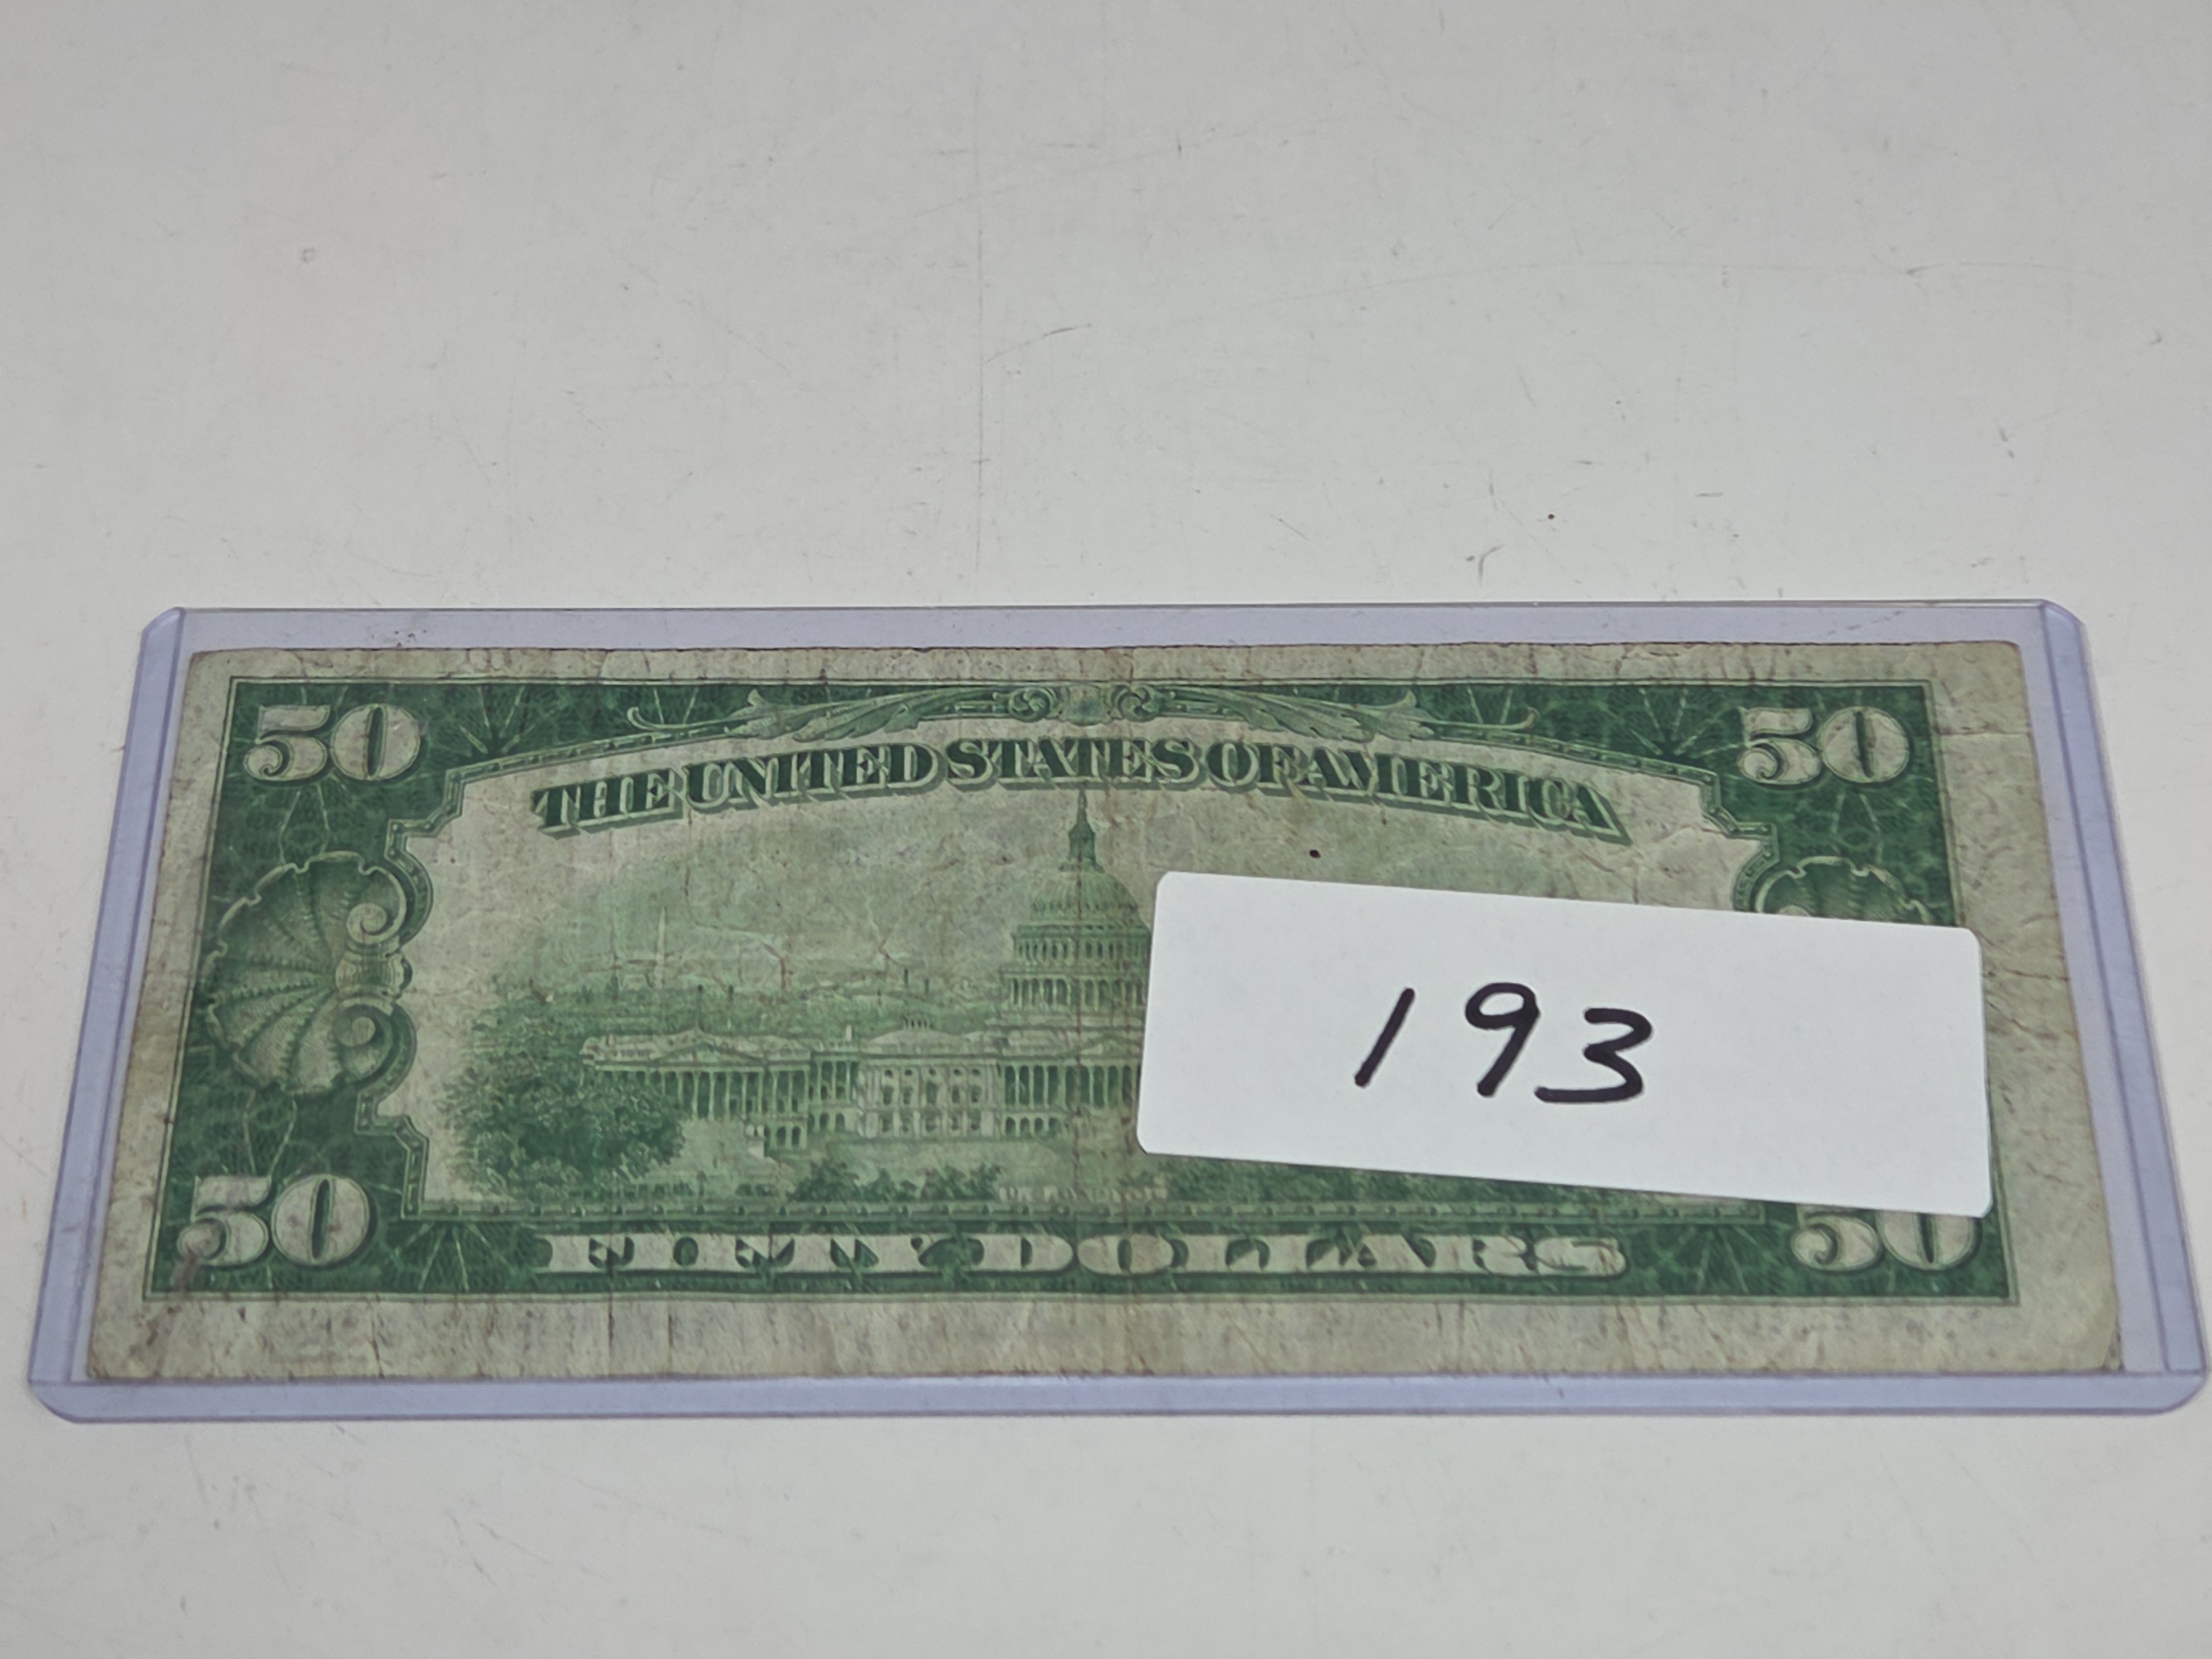 50 50
THE UNITED STATES OF AMERICA
193
50 50
FIFTY DOLLARS